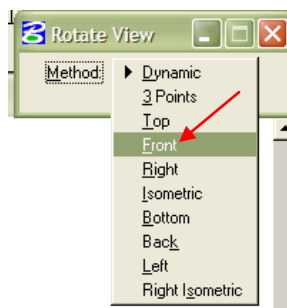 Rotate View
Method: Dynamic
3 Points
Top
Front
Right
Isometric
Bottom
Back
Left
Right Isometric